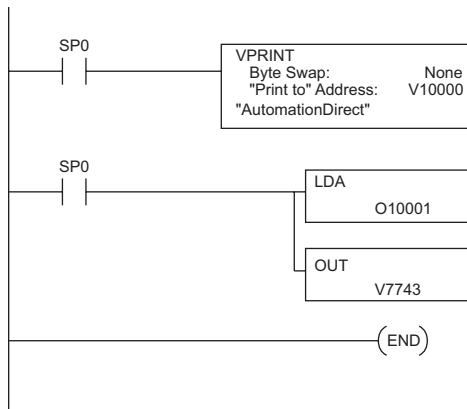 SP0
VPRINT
Byte Swap: None
"Print to" Address: V10000
"AutomationDirect"
SP0
LDA
O10001
OUT
V7743
END